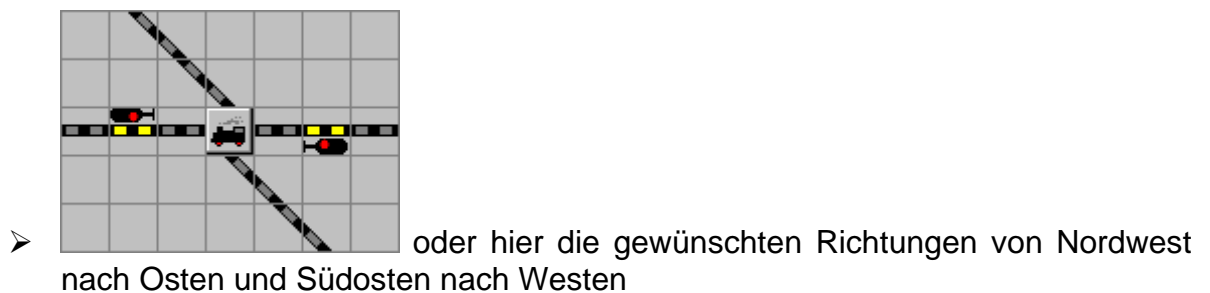 ➢ oder hier die gewünschten Richtungen von Nordwest
nach Osten und Südosten nach Westen